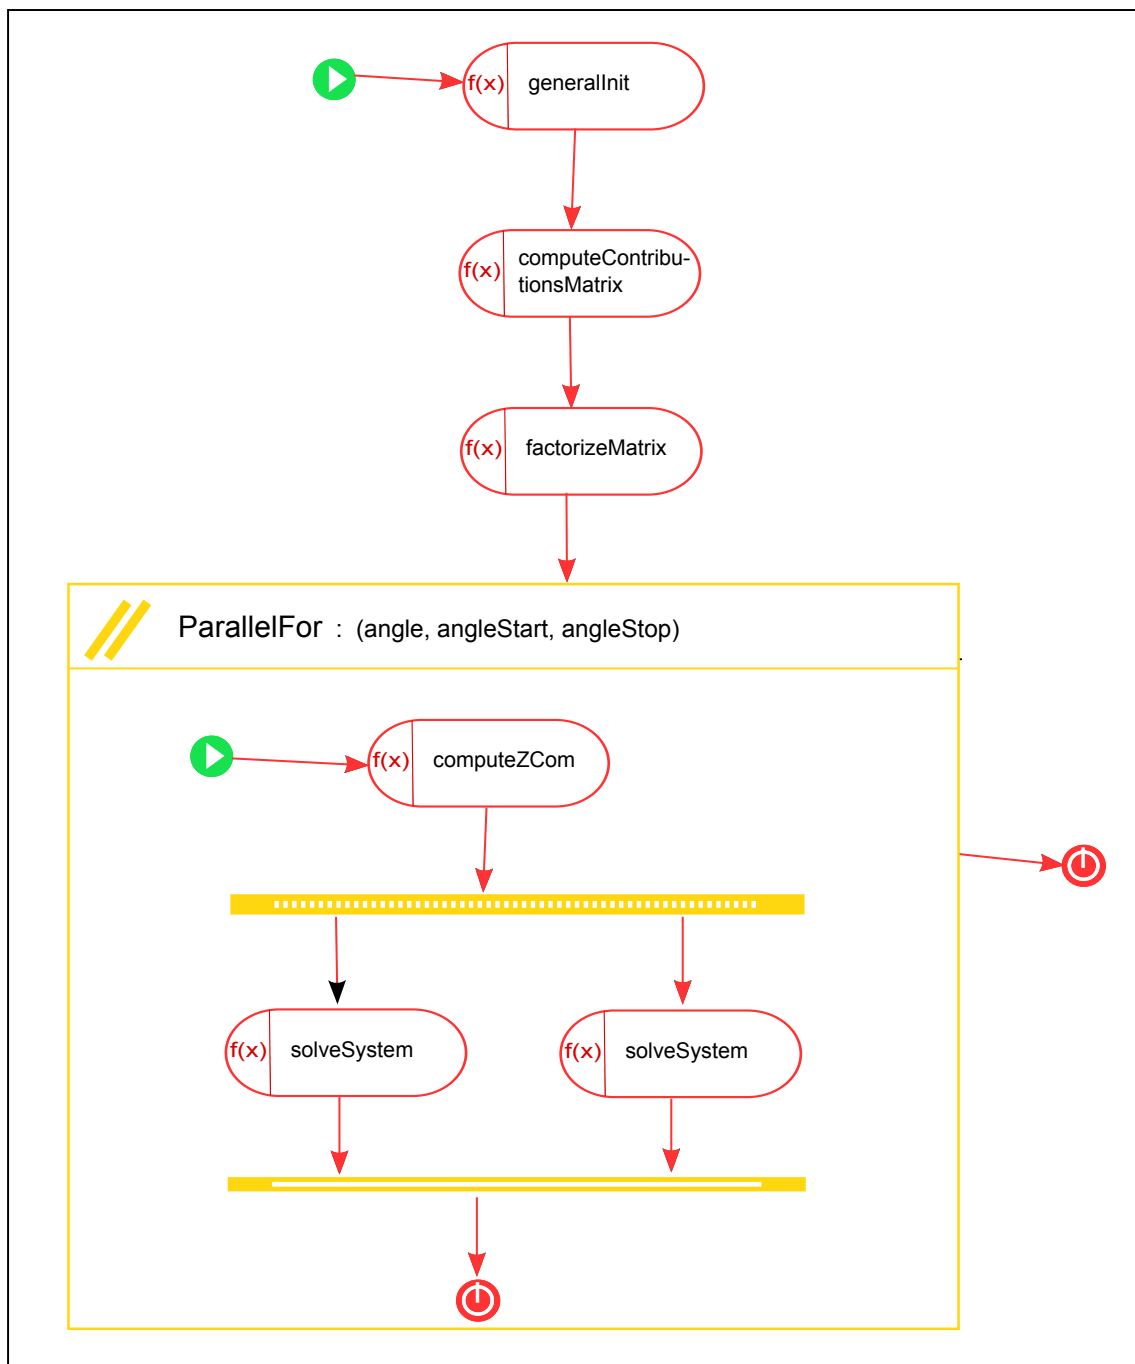 f(x) generalInit
f(x) computeContribu-
tionsMatrix
f(x) factorizeMatrix
ParallelFor : (angle, angleStart, angleStop)
f(x) computeZCom
f(x) solveSystem
f(x) solveSystem